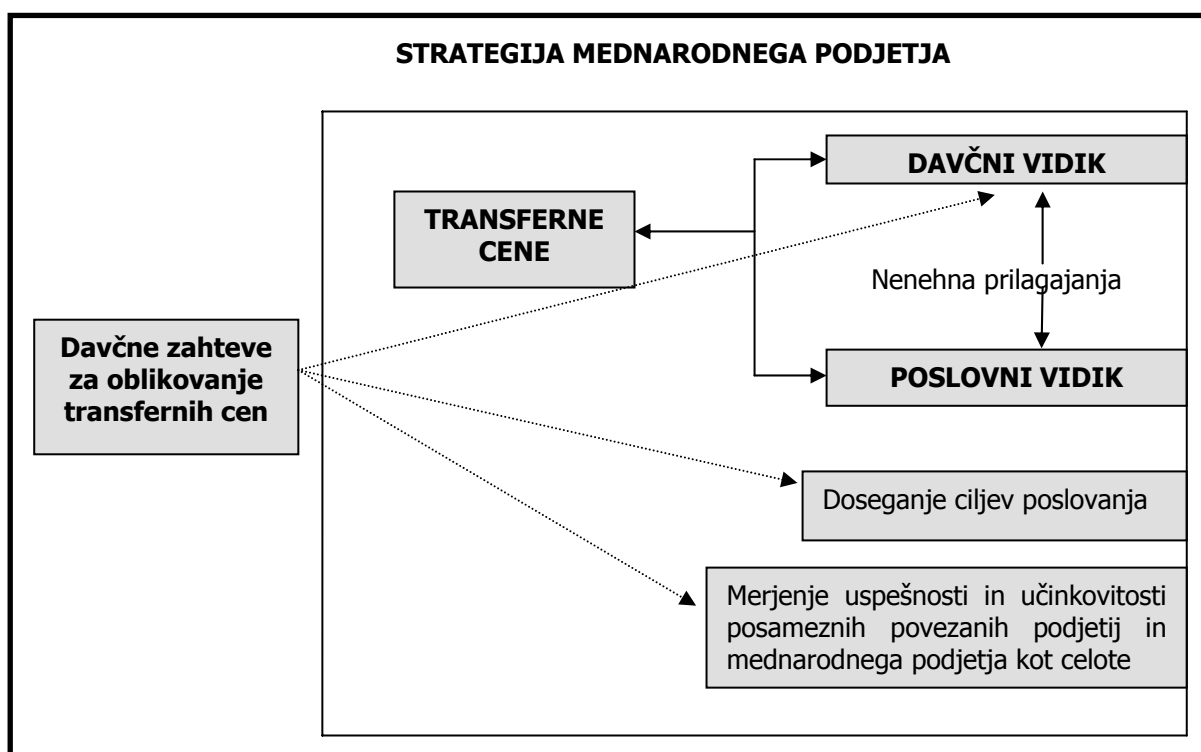 STRATEGIJA MEDNARODNEGA PODJETJA
DAVČNI VIDIK
TRANSFERNE
CENE
Nenehna prilagajanja
Davčne zahteve
za oblikovanje
transfernih cen
POSLOVNI VIDIK
Doseganje ciljev poslovanja
Merjenje uspešnosti in učinkovitosti
posameznih povezanih podjetij in
mednarodnega podjetja kot celote